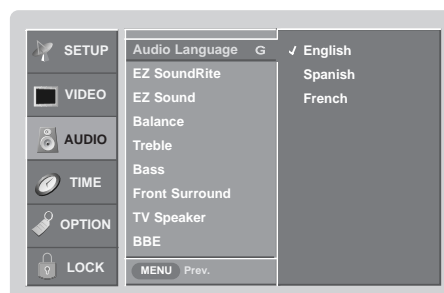 SETUP
VIDEO
AUDIO
TIME
OPTION
LOCK
Audio Language G
EZ SoundRite
EZ Sound
Balance
Treble
Bass
Front Surround
TV Speaker
BBE
MENU Prev.
✓ English
Spanish
French